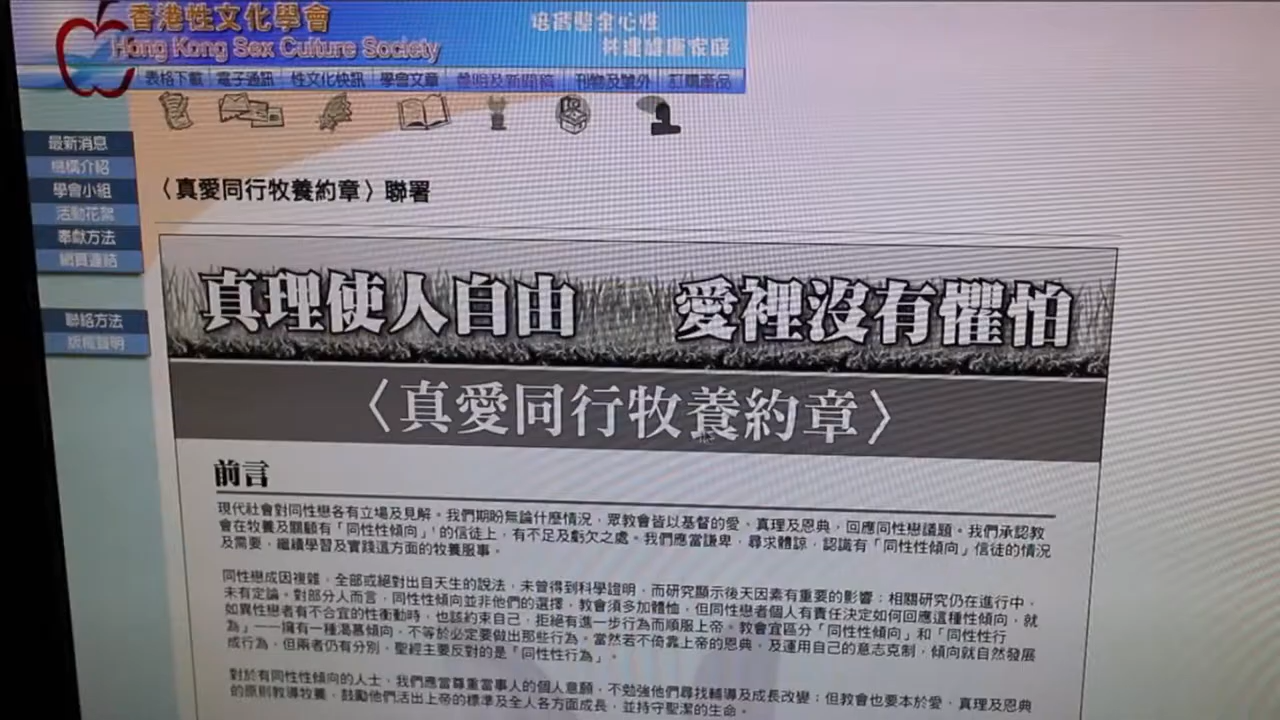 香港性文化學會
培育整全心性
Hong Kong Sex Culture Society
共建健康家庭
表格下載 電子通訊 性文化快訊 學會文章 聲明及新聞稿 刊物及號外 訂購產品
最新消息
機構介紹
學會小組
活動花絮
奉獻方法
網頁連結
聯絡方法
版權聲明
〈真愛同行牧養約章〉聯署
真理使人自由 愛裡沒有懼怕
〈真愛同行牧養約章〉
前言
現代社會對同性戀各有立場及見解。我們期盼無論什麼情況，眾教會皆以基督的愛、真理及恩典，回應同性戀議題。我們承認教
會在牧養及關顧有「同性性傾向」的信徒上，有不足及虧欠之處。我們應當謙卑，尋求體諒，認識有「同性性傾向」信徒的情況
及需要，繼續學習及實踐這方面的牧養服事。
同性戀成因複雜，全部或絕對出自天生的說法，未曾得到科學證明，而研究顯示後天因素有重要的影響；相關研究仍在進行中，
未有定論。對部分人而言，同性性傾向並非他們的選擇，教會須多加體恤，但同性戀者個人有責任決定如何回應這種性傾向，就
如異性戀者有不合宜的性衝動時，也該約束自己，拒絕有進一步行為而順服上帝。教會宜區分「同性性傾向」和「同性性行
為」——擁有一種渴慕傾向，不等於必定要做出那些行為。當然若不倚靠上帝的恩典，及運用自己的意志克制，傾向就自然發展
成行為，但兩者仍有分別，聖經主要反對的是「同性性行為」。
對於有同性性傾向的人士，我們應當尊重當事人的個人意願，不勉強他們尋找輔導及成長改變；但教會也要本於愛、真理及恩典
的原則教導牧養，鼓勵他們活出上帝的標準及全人各方面成長，並持守聖潔的生命。